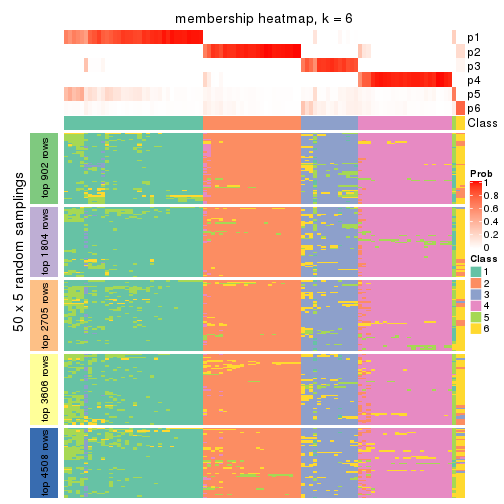 membership heatmap, k = 6
p1
p2
p3
p4
p5
p6
Class
50 x 5 random samplings
top 902 rows
top 1804 rows
top 2705 rows
top 3606 rows
top 4508 rows
Prob
1
0.8
0.6
0.4
0.2
0
Class
1
2
3
4
5
6